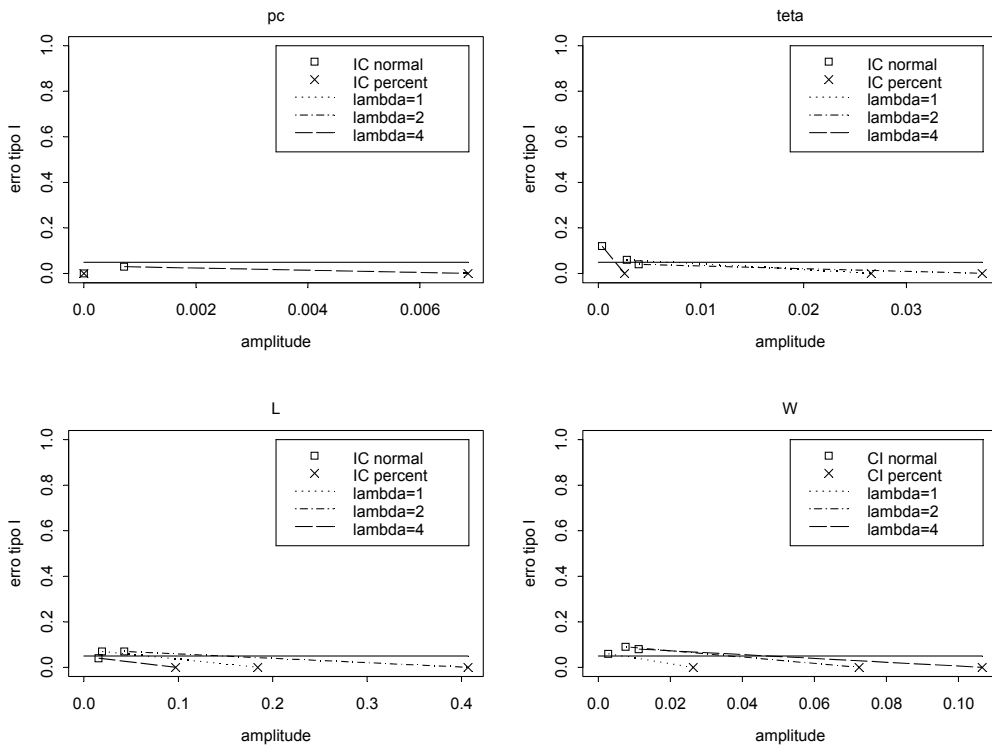 pc
erro tipo I
1.0
0.8
0.6
0.4
0.2
0.0
IC normal
IC percent
lambda=1
lambda=2
lambda=4
0.0 0.002 0.004 0.006
amplitude
teta
erro tipo I
1.0
0.8
0.6
0.4
0.2
0.0
IC normal
IC percent
lambda=1
lambda=2
lambda=4
0.0 0.01 0.02 0.03
amplitude
L
erro tipo I
1.0
0.8
0.6
0.4
0.2
0.0
IC normal
IC percent
lambda=1
lambda=2
lambda=4
0.0 0.1 0.2 0.3 0.4
amplitude
W
erro tipo I
1.0
0.8
0.6
0.4
0.2
0.0
CI normal
CI percent
lambda=1
lambda=2
lambda=4
0.0 0.02 0.04 0.06 0.08 0.10
amplitude